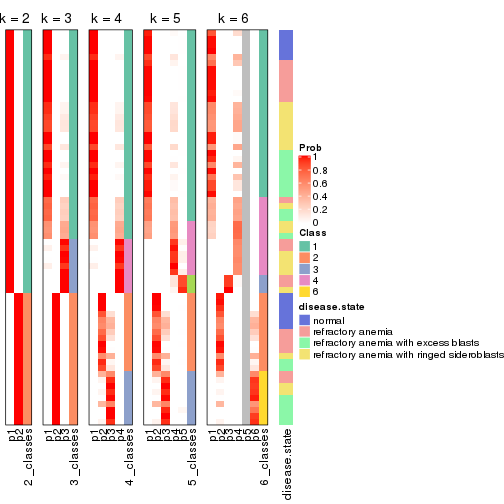 k = 2 k = 3 k = 4 k = 5 k = 6
Prob
1
0.8
0.6
0.4
0.2
0
Class
1
2
3
4
6
disease.state
normal
refractory anemia
refractory anemia with excess blasts
refractory anemia with ringed sideroblasts
p1
p2
2_classes
p1
p2
p3
3_classes
p1
p2
p3
p4
4_classes
p1
p2
p3
p4
p5
5_classes
p1
p2
p3
p4
p5
p6
6_classes
disease.state